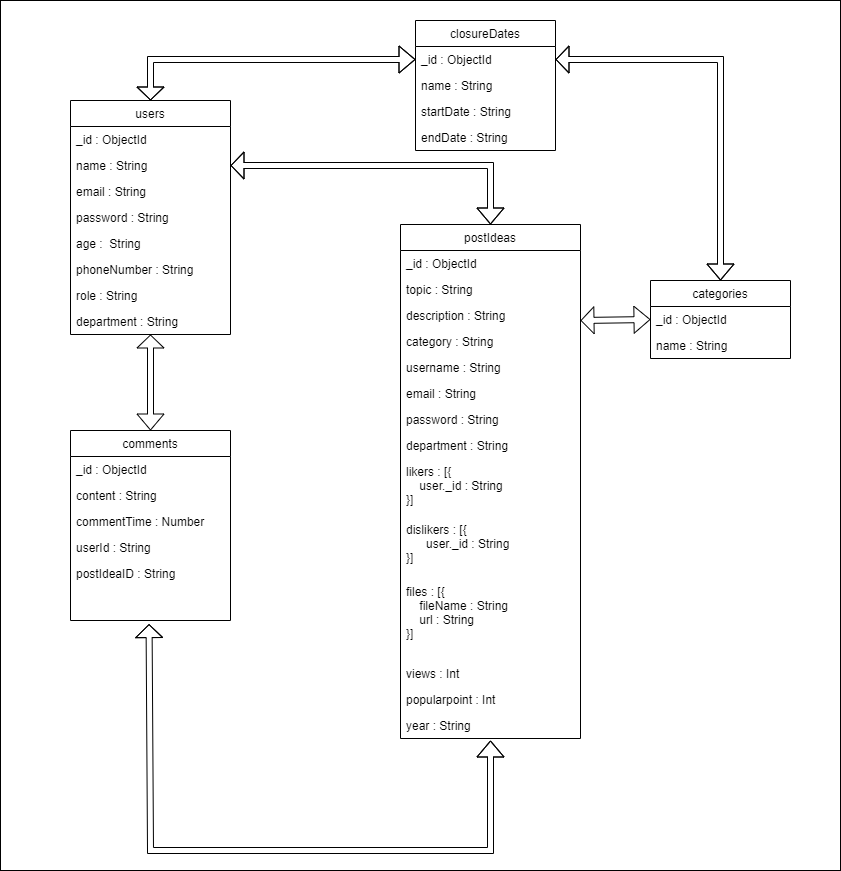 closureDates
_id : ObjectId
name : String
startDate : String
endDate : String
users
_id : ObjectId
name : String
email : String
password : String
age :  String
phoneNumber : String
role : String
department : String
postIdeas
_id : ObjectId
topic : String
description : String
category : String
username : String
email : String
password : String
department : String
likers : [{
user._id : String
}]
dislikers : [{
user._id : String
}]
files : [{
fileName : String
url : String
}]
views : Int
popularpoint : Int
year : String
categories
_id : ObjectId
name : String
comments
_id : ObjectId
content : String
commentTime : Number
userId : String
postIdeaID : String